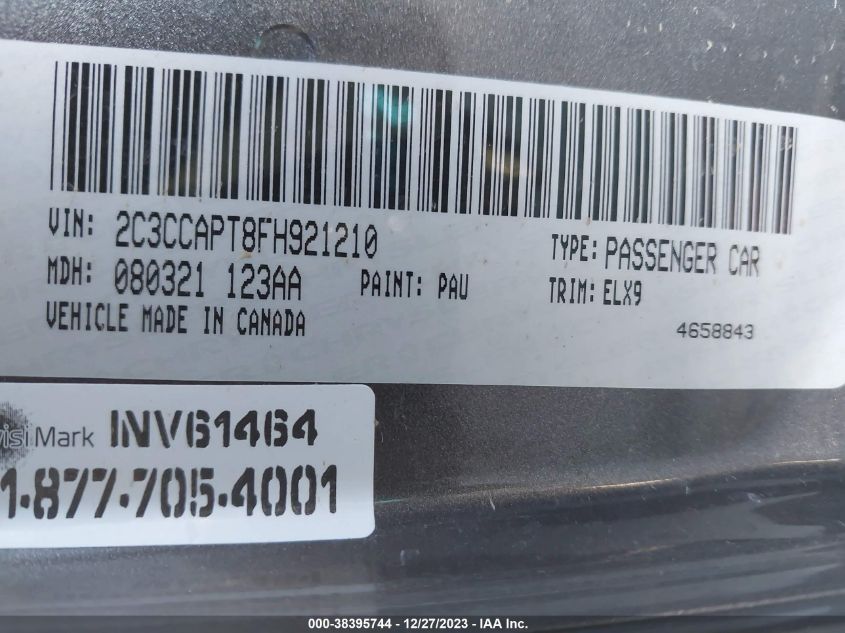 VIN: 2C3CCAPT8FH921210
TYPE: PASSENGER CAR
MDH: 080321 123AA PAINT: PAU TRIM: ELX9
VEHICLE MADE IN CANADA
4658843
Mark INV61464
1-877-705-4001
000-38395744 // 12/27/2023 - IAA Inc.